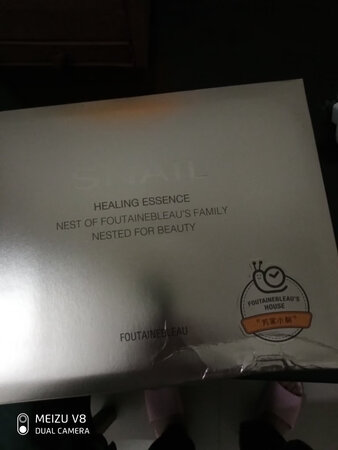 SNAIL
HEALING ESSENCE
NEST OF FOUTAINEBLEAU'S FAMILY
NESTED FOR BEAUTY
FOUTAINEBLEAU'S
HOUSE
FOUTAINEBLEAU
MEIZU V8
DUAL CAMERA